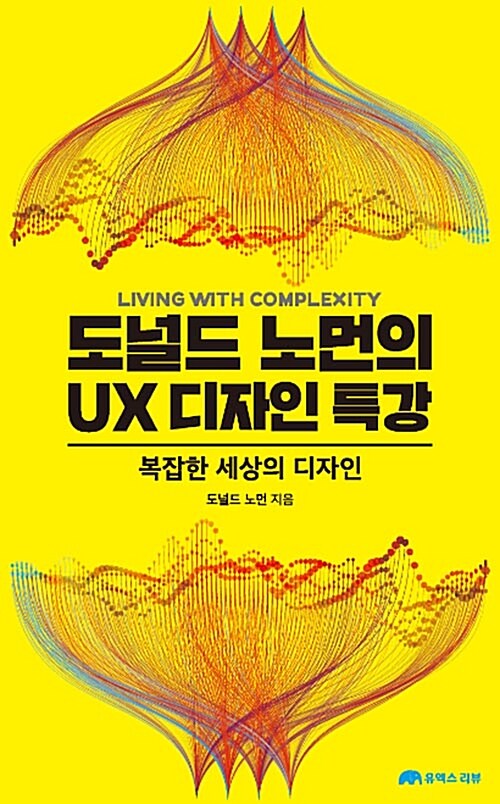 LIVING WITH COMPLEXITY
도널드 노먼의
UX 디자인 특강
복잡한 세상의 디자인
도널드 노먼 지음
유엑스 리뷰